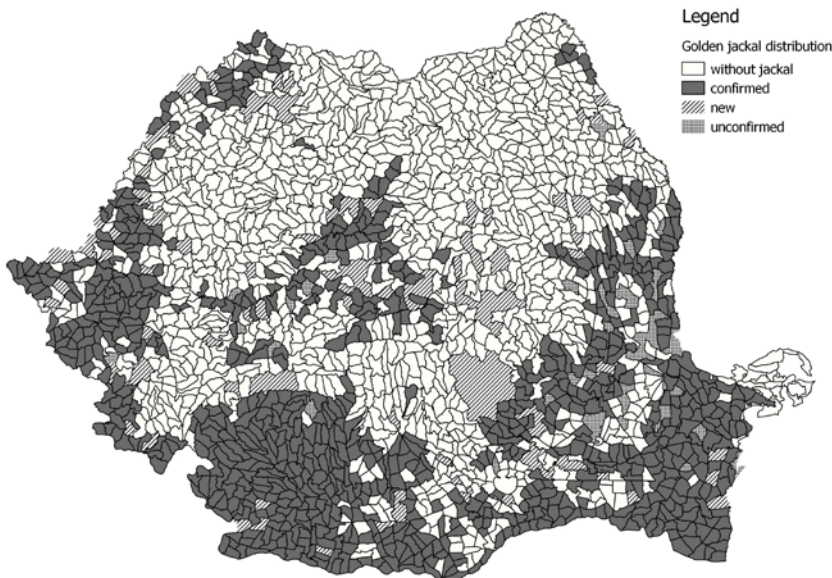 Legend
Golden jackal distribution
without jackal
confirmed
new
unconfirmed